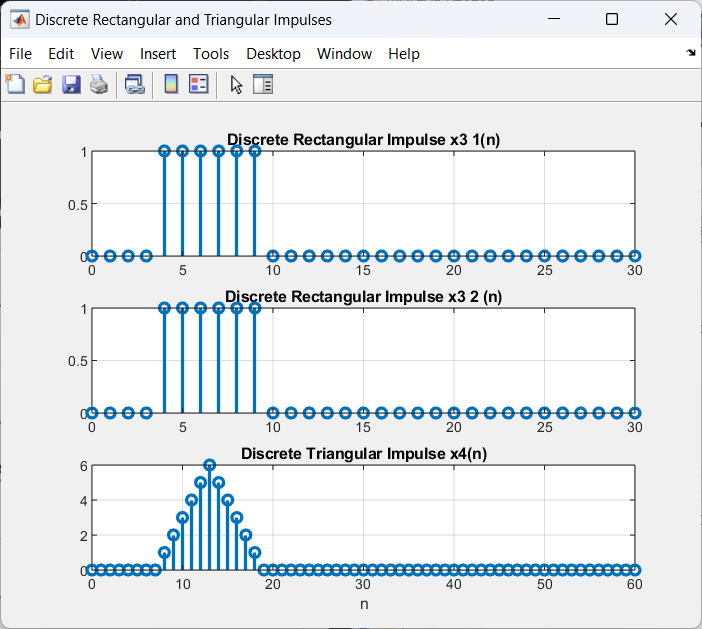 Discrete Rectangular and Triangular Impulses
File Edit View Insert Tools Desktop Window Help
Discrete Rectangular Impulse x3 1(n)
1
0.5
0
0 5 10 15 20 25 30
Discrete Rectangular Impulse x3 2 (n)
1
0.5
0
0 5 10 15 20 25 30
Discrete Triangular Impulse x4(n)
6
4
2
0
0 10 20 30 40 50 60
n